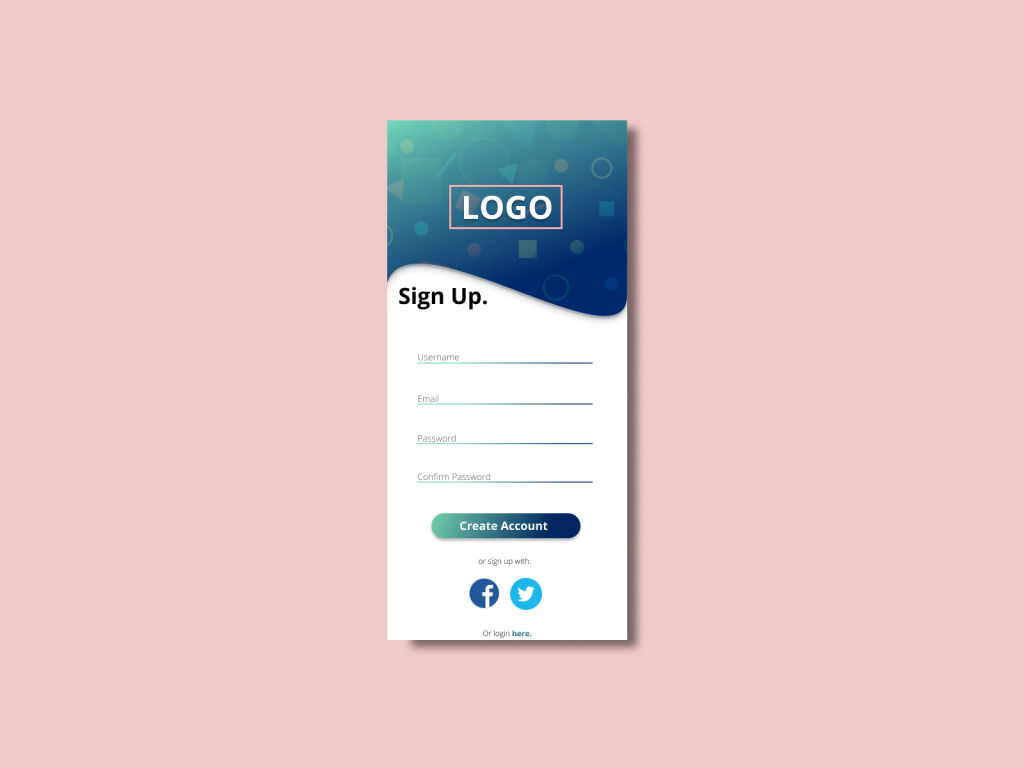 LOGO
Sign Up.
Username
Email
Password
Confirm Password
Create Account
or sign up with:
Or login here.